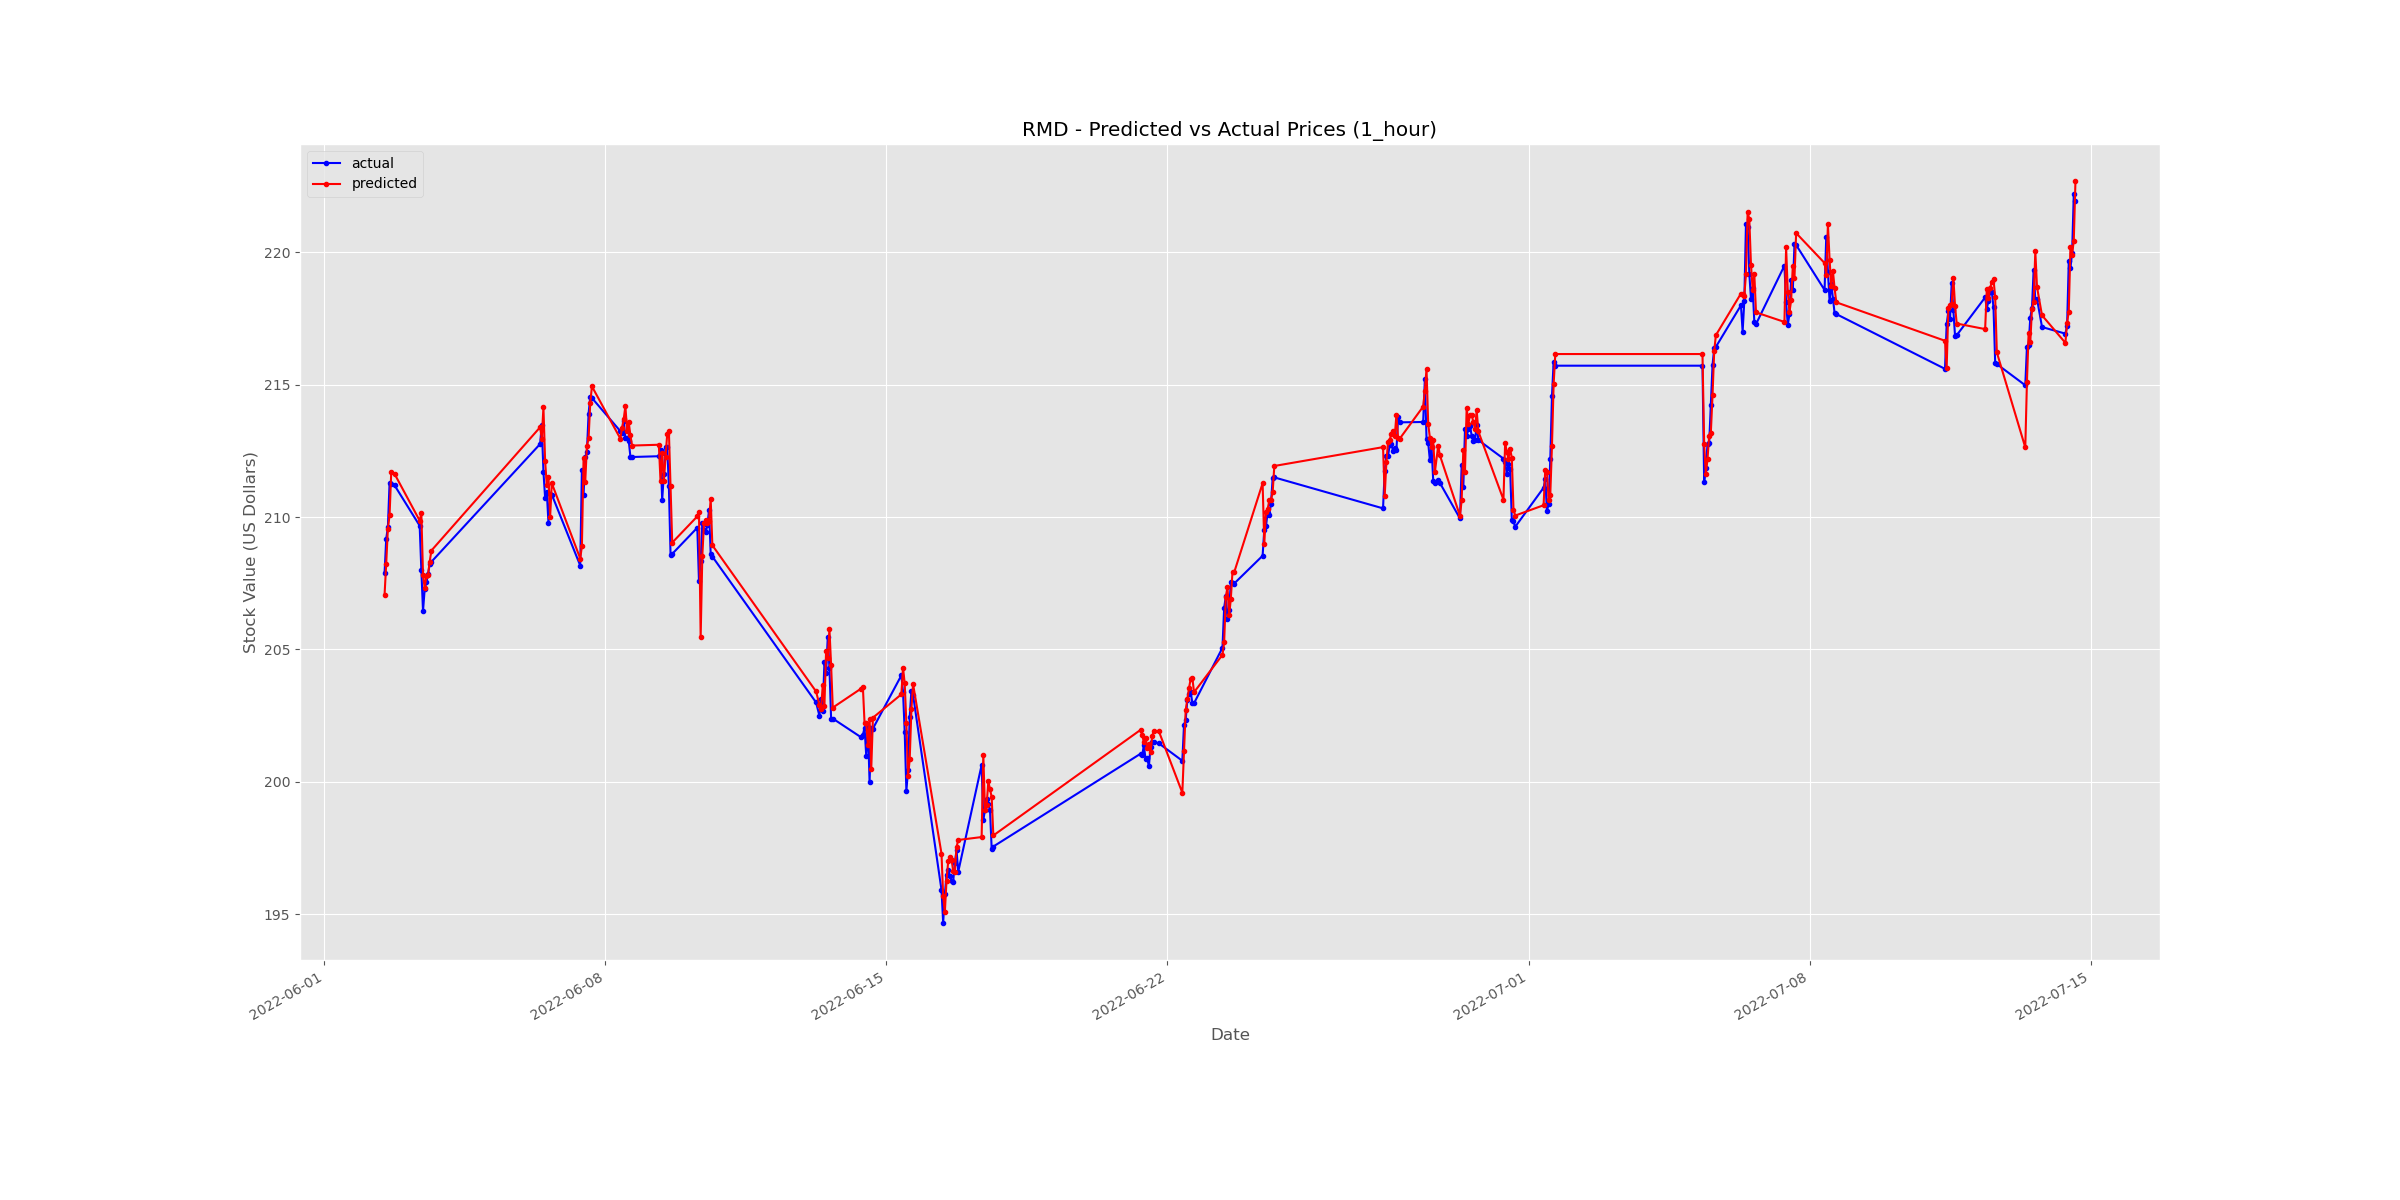 RMD - Predicted vs Actual Prices (1_hour)
actual
predicted
Stock Value (US Dollars)
220
215
210
205
200
195
2022-06-01
2022-06-08
2022-06-15
2022-06-22
2022-07-01
2022-07-08
2022-07-15
Date